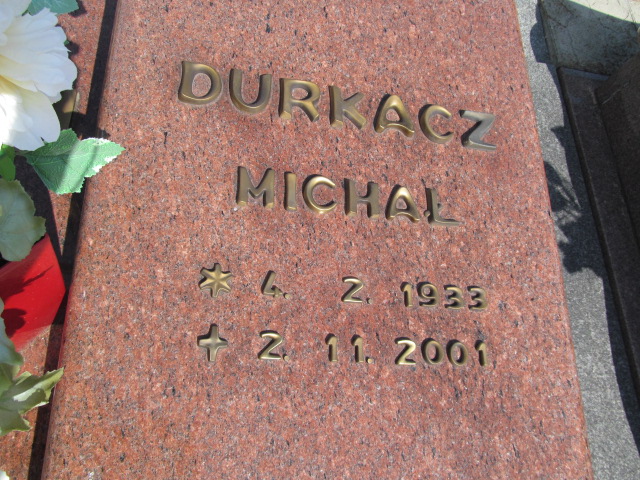 DURKACZ
MICHAŁ
* 4. 2. 1933
+ 2. 11. 2001